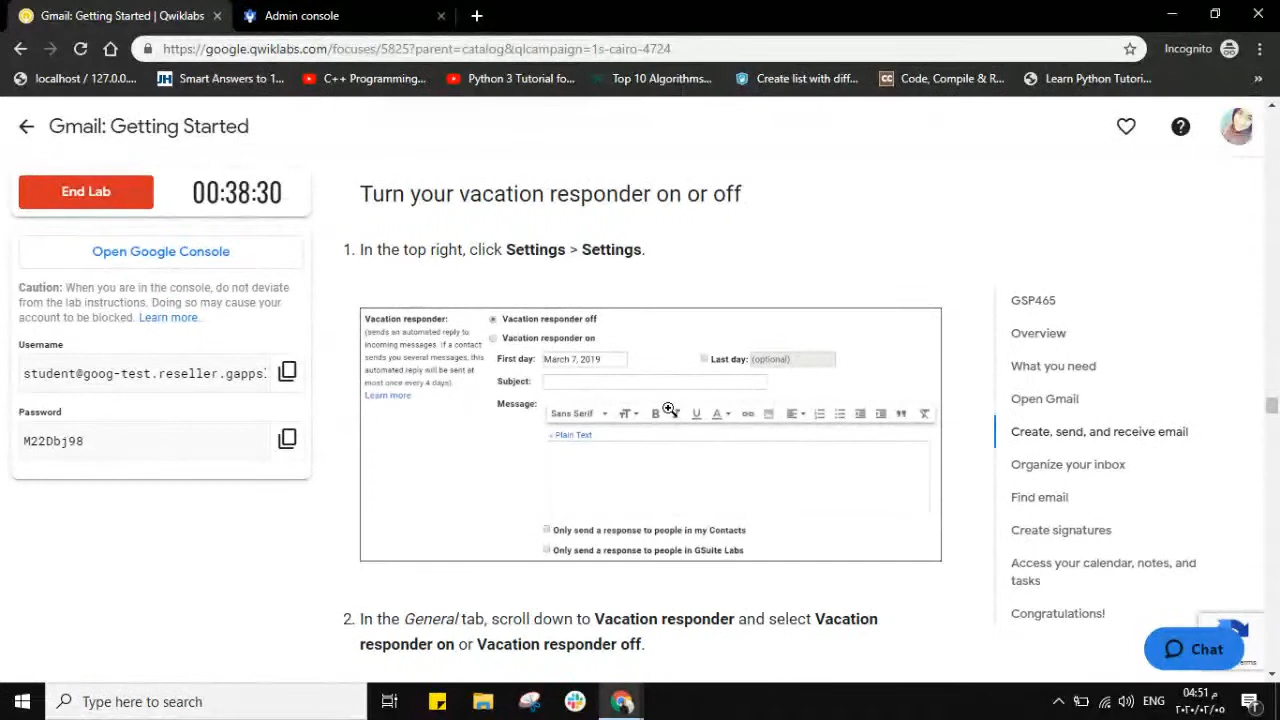 Gmail: Getting Started | Qwiklabs
Admin console
https://google.qwiklabs.com/focuses/5825?parent=catalog&qlcampaign=1s-cairo-4724
Incognito
localhost / 127.0.0....
JH Smart Answers to 1...
C++ Programming...
Python 3 Tutorial fo...
Top 10 Algorithms...
Create list with diff...
CC Code, Compile & R...
Learn Python Tutori...
»
Gmail: Getting Started
End Lab
00:38:30
Open Google Console
Caution: When you are in the console, do not deviate
from the lab instructions. Doing so may cause your
account to be blocked. Learn more.
Username
student@goog-test.reseller.gapps
Password
M22Dbj98
Turn your vacation responder on or off
1. In the top right, click Settings > Settings.
Vacation responder:
(sends an automated reply to
incoming messages. If a contact
sends you several messages, this
automated reply will be sent at
most once every 4 days)
Learn more
Vacation responder off
Vacation responder on
First day: March 7, 2019
Last day: (optional)
Subject:
Message:
Sans Serif
« Plain Text
Only send a response to people in my Contacts
Only send a response to people in GSuite Labs
2. In the General tab, scroll down to Vacation responder and select Vacation
responder on or Vacation responder off.
GSP465
Overview
What you need
Open Gmail
Create, send, and receive email
Organize your inbox
Find email
Create signatures
Access your calendar, notes, and
tasks
Congratulations!
Chat
Type here to search
ENG
04:51 م